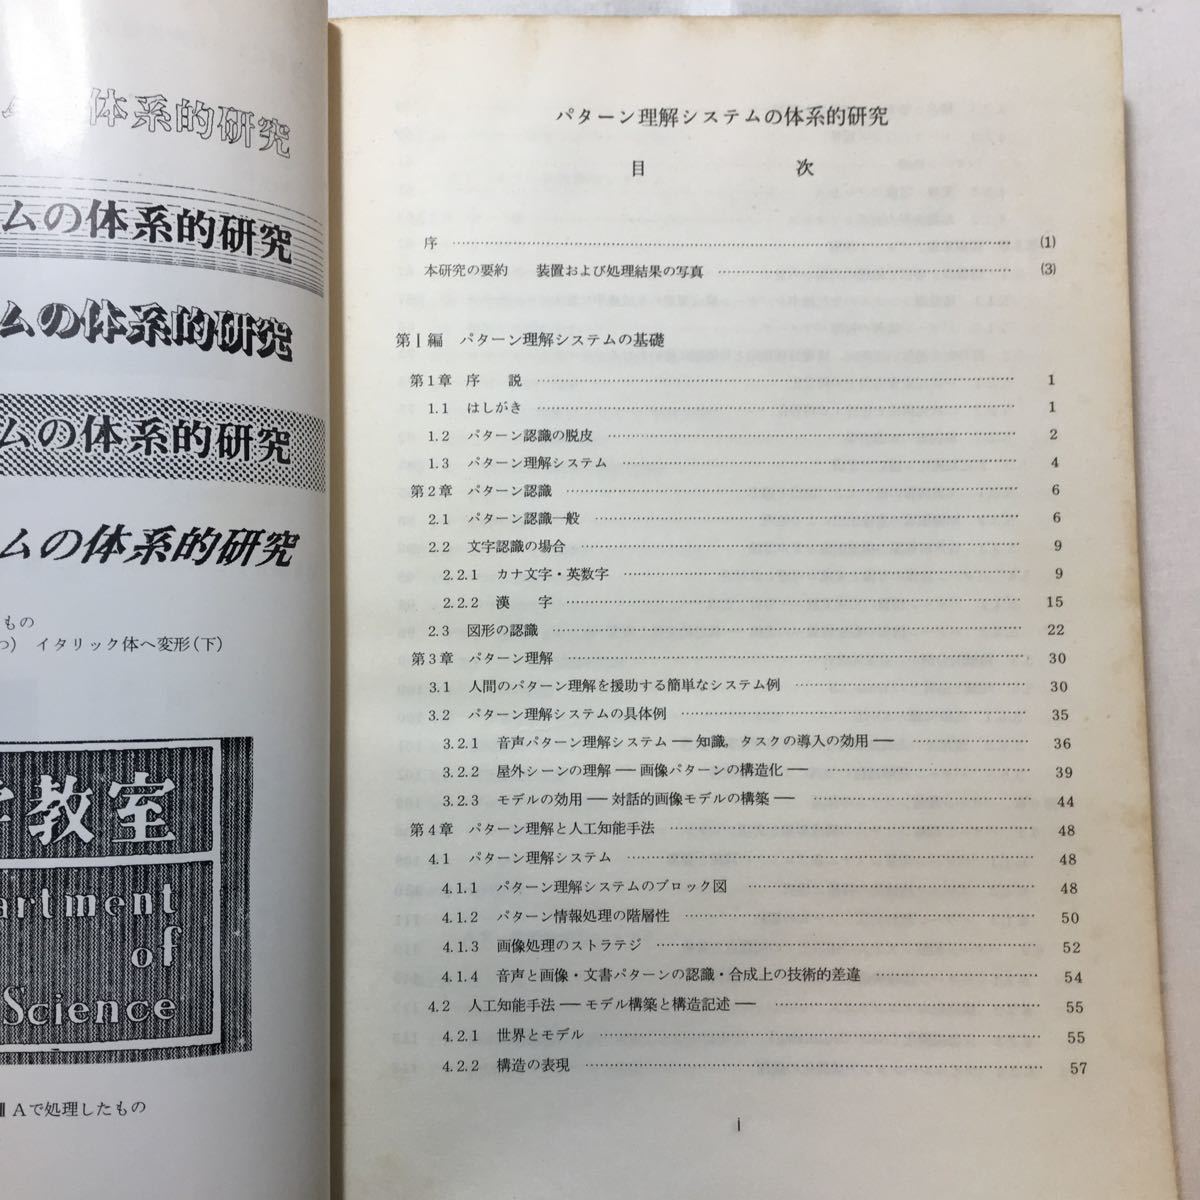 体系的研究
ムの体系的研究
ムの体系的研究
ムの体系的研究
ムの体系的研究
もの
つ) イタリック体へ変形(下)
教室
artment
of
Science
Aで処理したもの
パターン理解システムの体系的研究
目 次
序 (1)
本研究の要約 装置および処理結果の写真 (3)
第Ⅰ編 パターン理解システムの基礎
第1章 序 説 1
1.1 はしがき 1
1.2 パターン認識の脱皮 2
1.3 パターン理解システム 4
第2章 パターン認識 6
2.1 パターン認識一般 6
2.2 文字認識の場合 9
2.2.1 カナ文字・英数字 9
2.2.2 漢 字 15
2.3 図形の認識 22
第3章 パターン理解 30
3.1 人間のパターン理解を援助する簡単なシステム例 30
3.2 パターン理解システムの具体例 35
3.2.1 音声パターン理解システム ― 知識, タスクの導入の効用 ― 36
3.2.2 屋外シーンの理解 ― 画像パターンの構造化 ― 39
3.2.3 モデルの効用 ― 対話的画像モデルの構築 ― 44
第4章 パターン理解と人工知能手法 48
4.1 パターン理解システム 48
4.1.1 パターン理解システムのブロック図 48
4.1.2 パターン情報処理の階層性 50
4.1.3 画像処理のストラテジ 52
4.1.4 音声と画像・文書パターンの認識・合成上の技術的差違 54
4.2 人工知能手法 ― モデル構築と構造記述 ― 55
4.2.1 世界とモデル 55
4.2.2 構造の表現 57
i